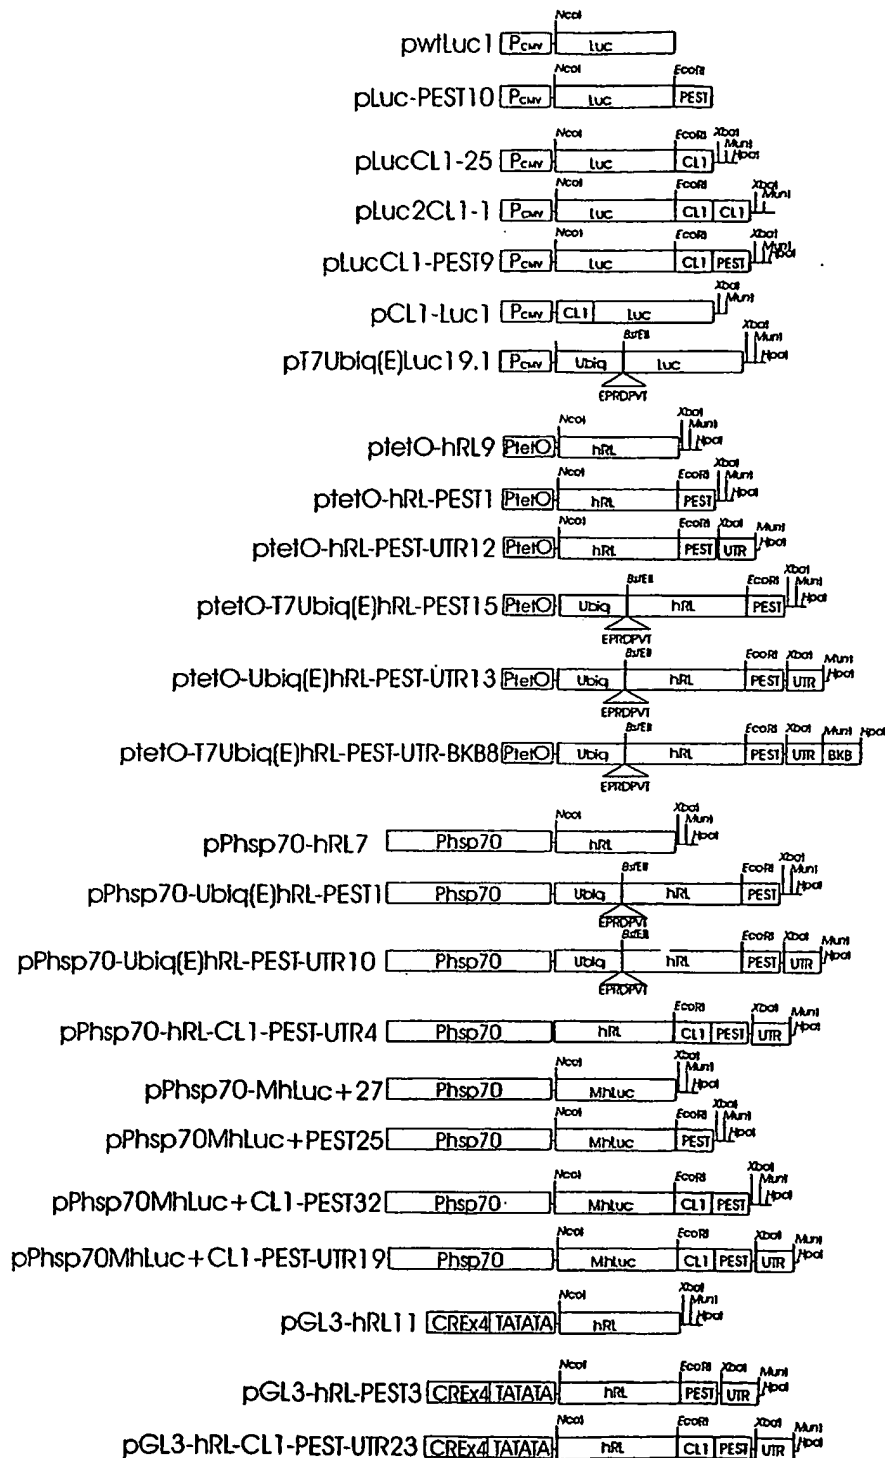 NcoI
pwtLuc1 PCMV Luc
NcoI EcoRI
pLuc-PEST10 PCMV Luc PEST
NcoI EcoRI XbaI MunI HpaI
pLucCL1-25 PCMV Luc CL1
NcoI EcoRI XbaI MunI
pLuc2CL1-1 PCMV Luc CL1 CL1
NcoI EcoRI XbaI MunI HpaI
pLucCL1-PEST9 PCMV Luc CL1 PEST
XbaI MunI
pCL1-Luc1 PCMV CL1 Luc
BstEII XbaI MunI HpaI
pT7Ubiq(E)Luc19.1 PCMV Ubiq Luc
EPRDPVT
NcoI XbaI MunI HpaI
ptetO-hRL9 PtetO hRL
NcoI EcoRI XbaI MunI HpaI
ptetO-hRL-PEST1 PtetO hRL PEST
NcoI EcoRI XbaI MunI HpaI
ptetO-hRL-PEST-UTR12 PtetO hRL PEST UTR
BstEII EcoRI XbaI MunI HpaI
ptetO-T7Ubiq(E)hRL-PEST15 PtetO Ubiq hRL PEST
EPRDPVT
BstEII EcoRI XbaI MunI HpaI
ptetO-Ubiq(E)hRL-PEST-UTR13 PtetO Ubiq hRL PEST UTR
EPRDPVT
BstEII EcoRI XbaI MunI HpaI
ptetO-T7Ubiq(E)hRL-PEST-UTR-BKB8 PtetO Ubiq hRL PEST UTR BKB
EPRDPVT
NcoI XbaI MunI HpaI
pPhsp70-hRL7 Phsp70 hRL
BstEII EcoRI XbaI MunI HpaI
pPhsp70-Ubiq(E)hRL-PEST1 Phsp70 Ubiq hRL PEST
EPRDPVT
BstEII EcoRI XbaI MunI HpaI
pPhsp70-Ubiq(E)hRL-PEST-UTR10 Phsp70 Ubiq hRL PEST UTR
EPRDPVT
EcoRI XbaI MunI HpaI
pPhsp70-hRL-CL1-PEST-UTR4 Phsp70 hRL CL1 PEST UTR
NcoI XbaI MunI HpaI
pPhsp70-MhLuc+27 Phsp70 MhLuc
NcoI EcoRI XbaI MunI HpaI
pPhsp70MhLuc+PEST25 Phsp70 MhLuc PEST
NcoI EcoRI XbaI MunI HpaI
pPhsp70MhLuc+CL1-PEST32 Phsp70 MhLuc CL1 PEST
NcoI EcoRI XbaI MunI HpaI
pPhsp70MhLuc+CL1-PEST-UTR19 Phsp70 MhLuc CL1 PEST UTR
NcoI XbaI MunI HpaI
pGL3-hRL11 CREx4 TATATA hRL
NcoI EcoRI XbaI MunI HpaI
pGL3-hRL-PEST3 CREx4 TATATA hRL PEST UTR
NcoI EcoRI XbaI MunI HpaI
pGL3-hRL-CL1-PEST-UTR23 CREx4 TATATA hRL CL1 PEST UTR